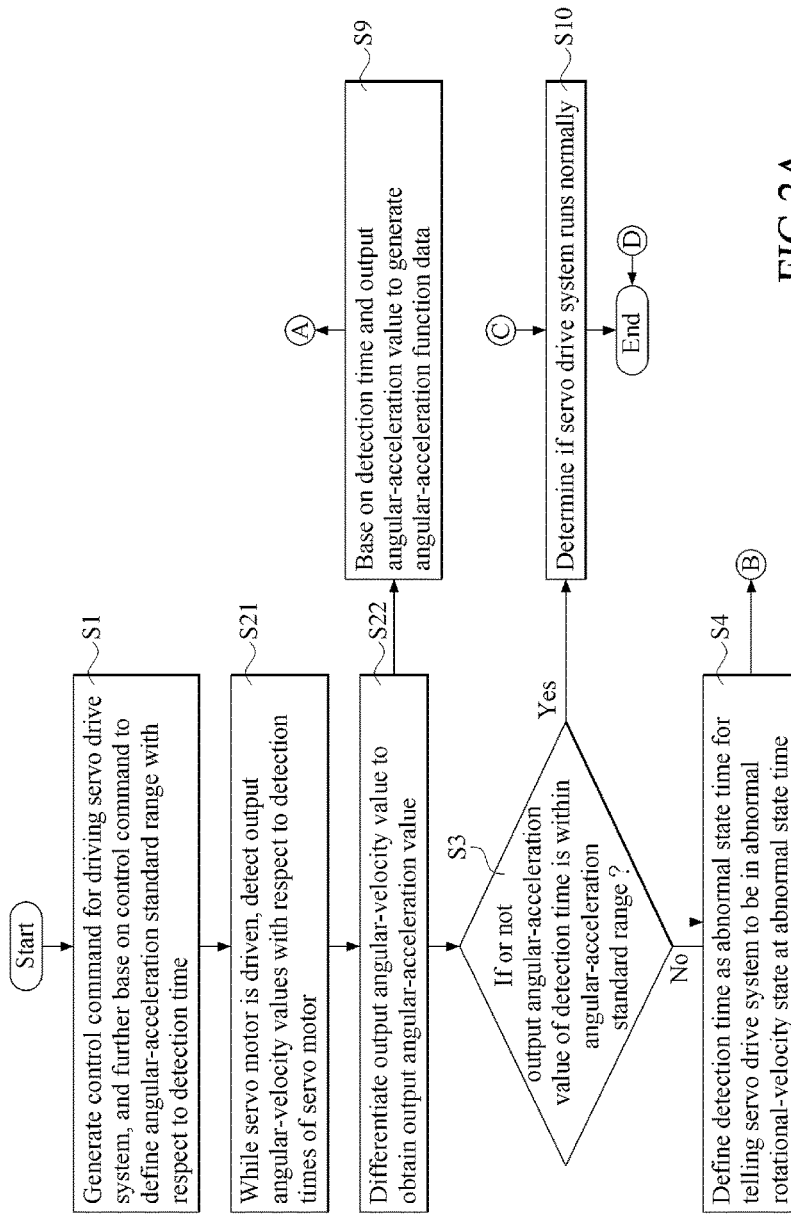 Start
S1
Generate control command for driving servo drive
system, and further base on control command to
define angular-acceleration standard range with
respect to detection time
S21
While servo motor is driven, detect output
angular-velocity values with respect to detection
times of servo motor
S22
Differentiate output angular-velocity value to
obtain output angular-acceleration value
S9
Base on detection time and output
angular-acceleration value to generate
angular-acceleration function data
A
S3
If or not
output angular-acceleration
value of detection time is within
angular-acceleration
standard range ?
Yes
No
C
S10
Determine if servo drive system runs normally
End
D
S4
Define detection time as abnormal state time for
telling servo drive system to be in abnormal
rotational-velocity state at abnormal state time
B